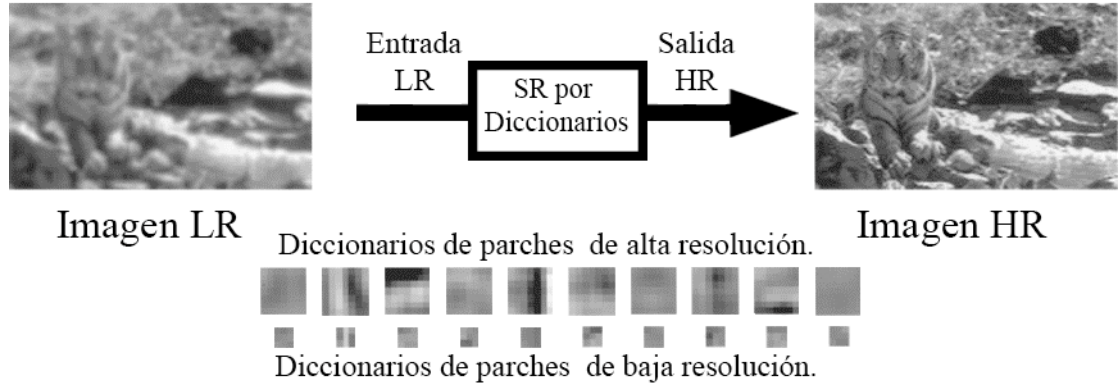 Entrada
LR
SR por
Diccionarios
Salida
HR
Imagen LR
Imagen HR
Diccionarios de parches de alta resolución.
Diccionarios de parches de baja resolución.